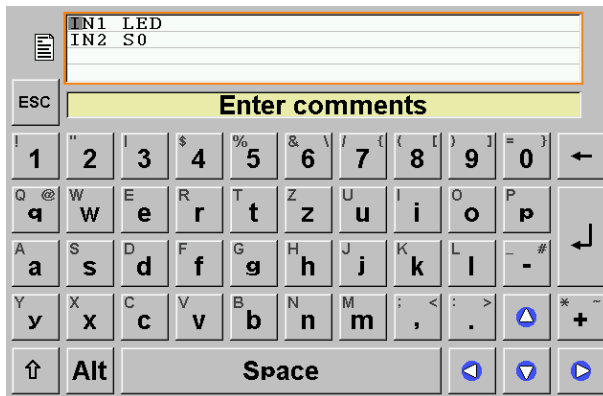 IN1 LED
IN2 S0
ESC
Enter comments
! 1 " 2 | 3 $ 4 % 5 & \ 6 / { 7 ( [ 8 ) ] 9 = } 0 ←
Q @ q W w E e R r T t Z z U u I i O o P p
A a S s D d F f G g H h J j K k L l _ # - ↵
Y y X x C c V v B b N n M m ; < , : > . * ~ +
⇧ Alt Space